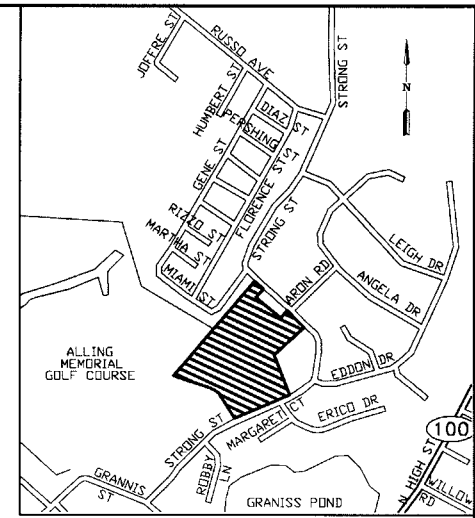 JOFFRE ST
RUSSO AVE
STRONG ST
HUMBERT ST
DIAZ ST
PERSHING ST
GENE ST
FLORENCE ST
STRONG ST
N
RIZZO ST
MARTHA ST
MIAMI ST
LEIGH DR
ARON RD
ANGELA DR
ALLING
MEMORIAL
GOLF COURSE
EDDON DR
STRONG ST
MARGARET CT
ERICO DR
100
N HIGH ST
GRANNIS
ST
ROBBY
LN
WILLOW
RD
GRANISS POND